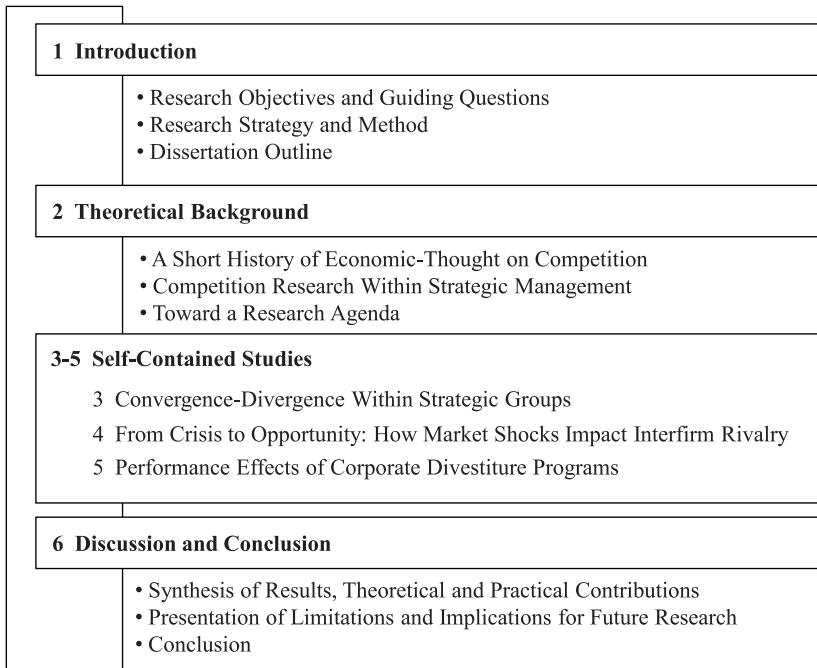 1 Introduction
• Research Objectives and Guiding Questions
• Research Strategy and Method
• Dissertation Outline
2 Theoretical Background
• A Short History of Economic-Thought on Competition
• Competition Research Within Strategic Management
• Toward a Research Agenda
3-5 Self-Contained Studies
3 Convergence-Divergence Within Strategic Groups
4 From Crisis to Opportunity: How Market Shocks Impact Interfirm Rivalry
5 Performance Effects of Corporate Divestiture Programs
6 Discussion and Conclusion
• Synthesis of Results, Theoretical and Practical Contributions
• Presentation of Limitations and Implications for Future Research
• Conclusion